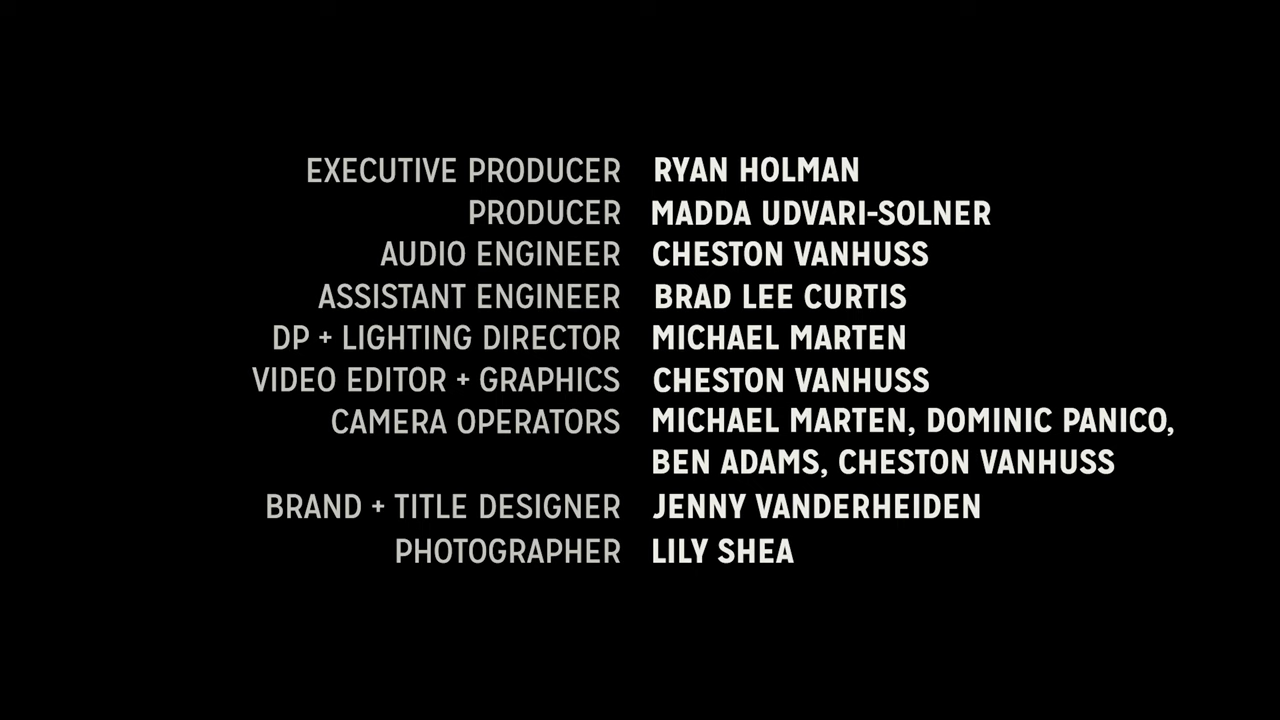 EXECUTIVE PRODUCER RYAN HOLMAN
PRODUCER MADDA UDVARI-SOLNER
AUDIO ENGINEER CHESTON VANHUSS
ASSISTANT ENGINEER BRAD LEE CURTIS
DP + LIGHTING DIRECTOR MICHAEL MARTEN
VIDEO EDITOR + GRAPHICS CHESTON VANHUSS
CAMERA OPERATORS MICHAEL MARTEN, DOMINIC PANICO,
BEN ADAMS, CHESTON VANHUSS
BRAND + TITLE DESIGNER JENNY VANDERHEIDEN
PHOTOGRAPHER LILY SHEA